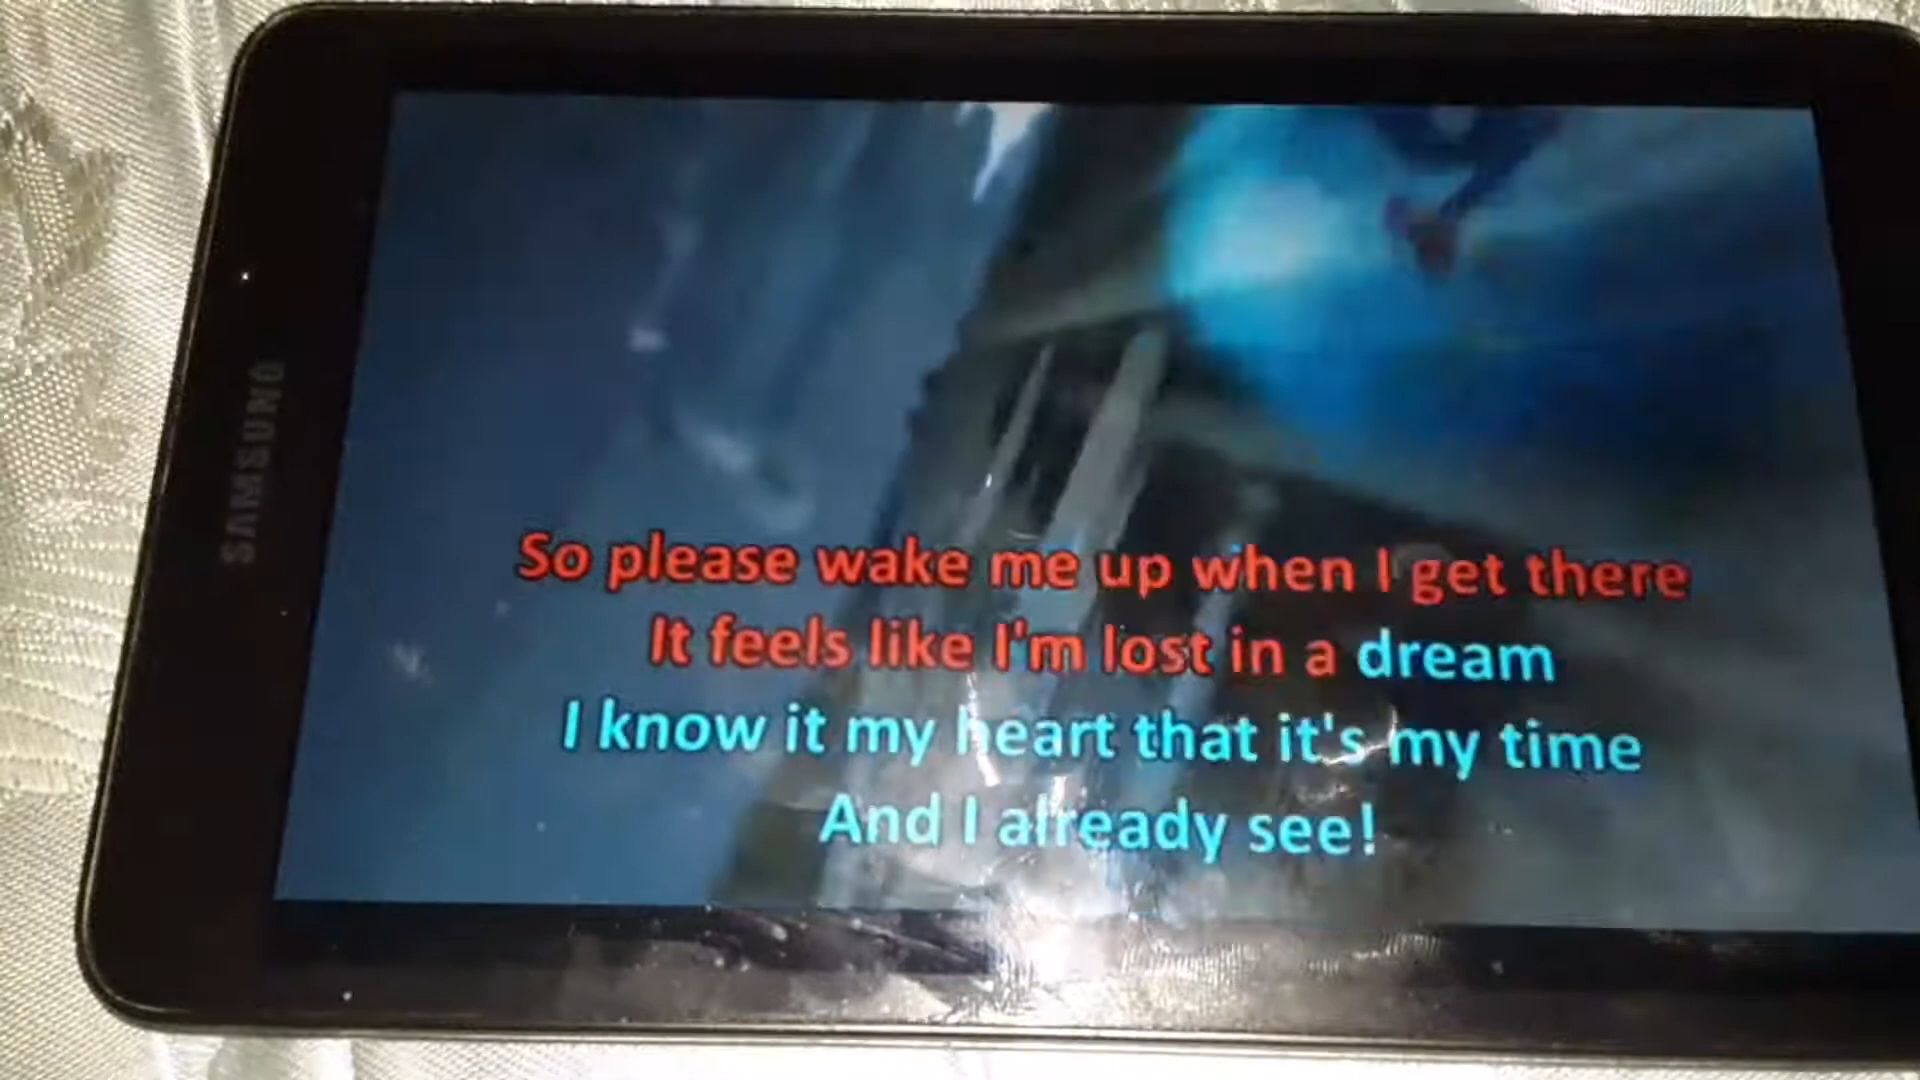 SAMSUNG
So please wake me up when I get there
It feels like I'm lost in a dream
I know it my heart that it's my time
And I already see!